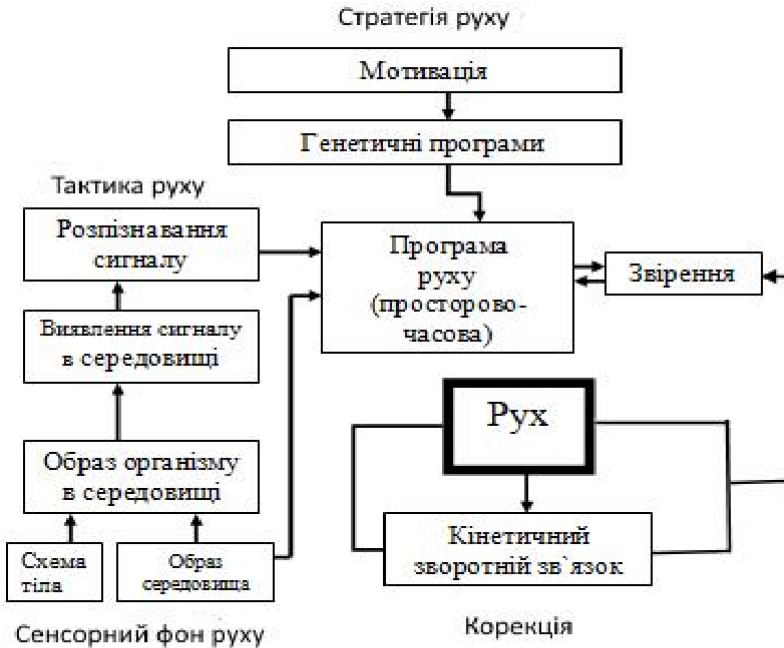 Стратегія руху
Мотивація
Генетичні програми
Тактика руху
Розпізнавання
сигналу
Програма
руху
(просторово-
часова)
Звірення
Виявлення сигналу
в середовищі
Рух
Образ організму
в середовищі
Кінетичний
зворотній зв`язок
Схема
тіла
Образ
середовища
Сенсорний фон руху
Корекція